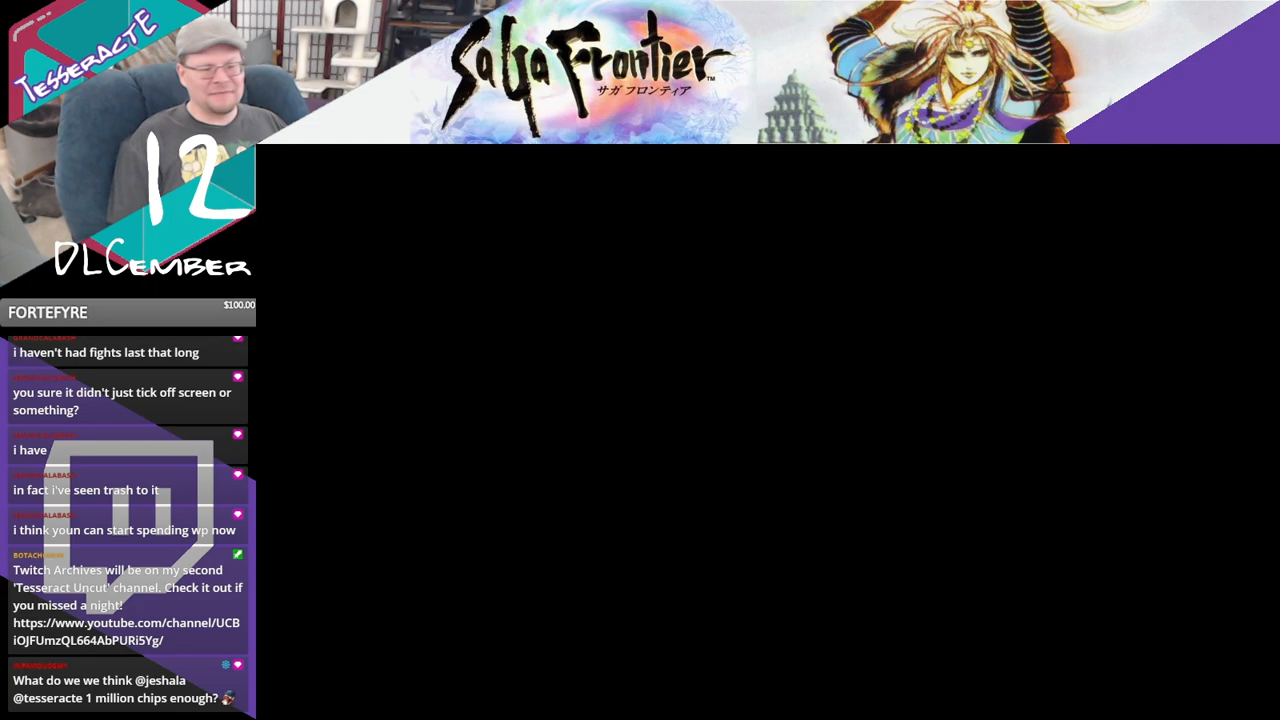 TESSERACTE
SaGa Frontier™
サガ フロンティア
12
DLCEMBER
FORTEFYRE
$100.00
i haven't had fights last that long
you sure it didn't just tick off screen or
something?
i have
in fact i've seen trash to it
i think youn can start spending wp now
Twitch Archives will be on my second
'Tesseract Uncut' channel. Check it out if
you missed a night!
https://www.youtube.com/channel/UCB
iOJFUmzQL664AbPURi5Yg/
What do we we think @jeshala
@tesseracte 1 million chips enough?